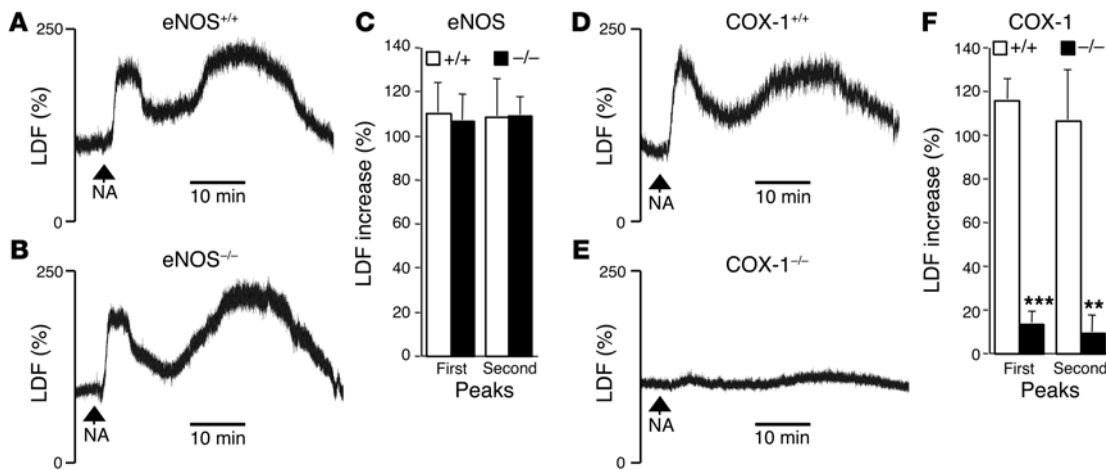 A
eNOS+/+
250
LDF (%)
0
NA
10 min
B
eNOS–/–
250
LDF (%)
0
NA
10 min
C
eNOS
+/+ –/–
140
120
100
80
60
40
20
0
LDF increase (%)
First Second
Peaks
D
COX-1+/+
250
LDF (%)
0
NA
10 min
E
COX-1–/–
250
LDF (%)
0
NA
10 min
F
COX-1
+/+ –/–
140
120
100
80
60
40
20
0
LDF increase (%)
*** **
First Second
Peaks